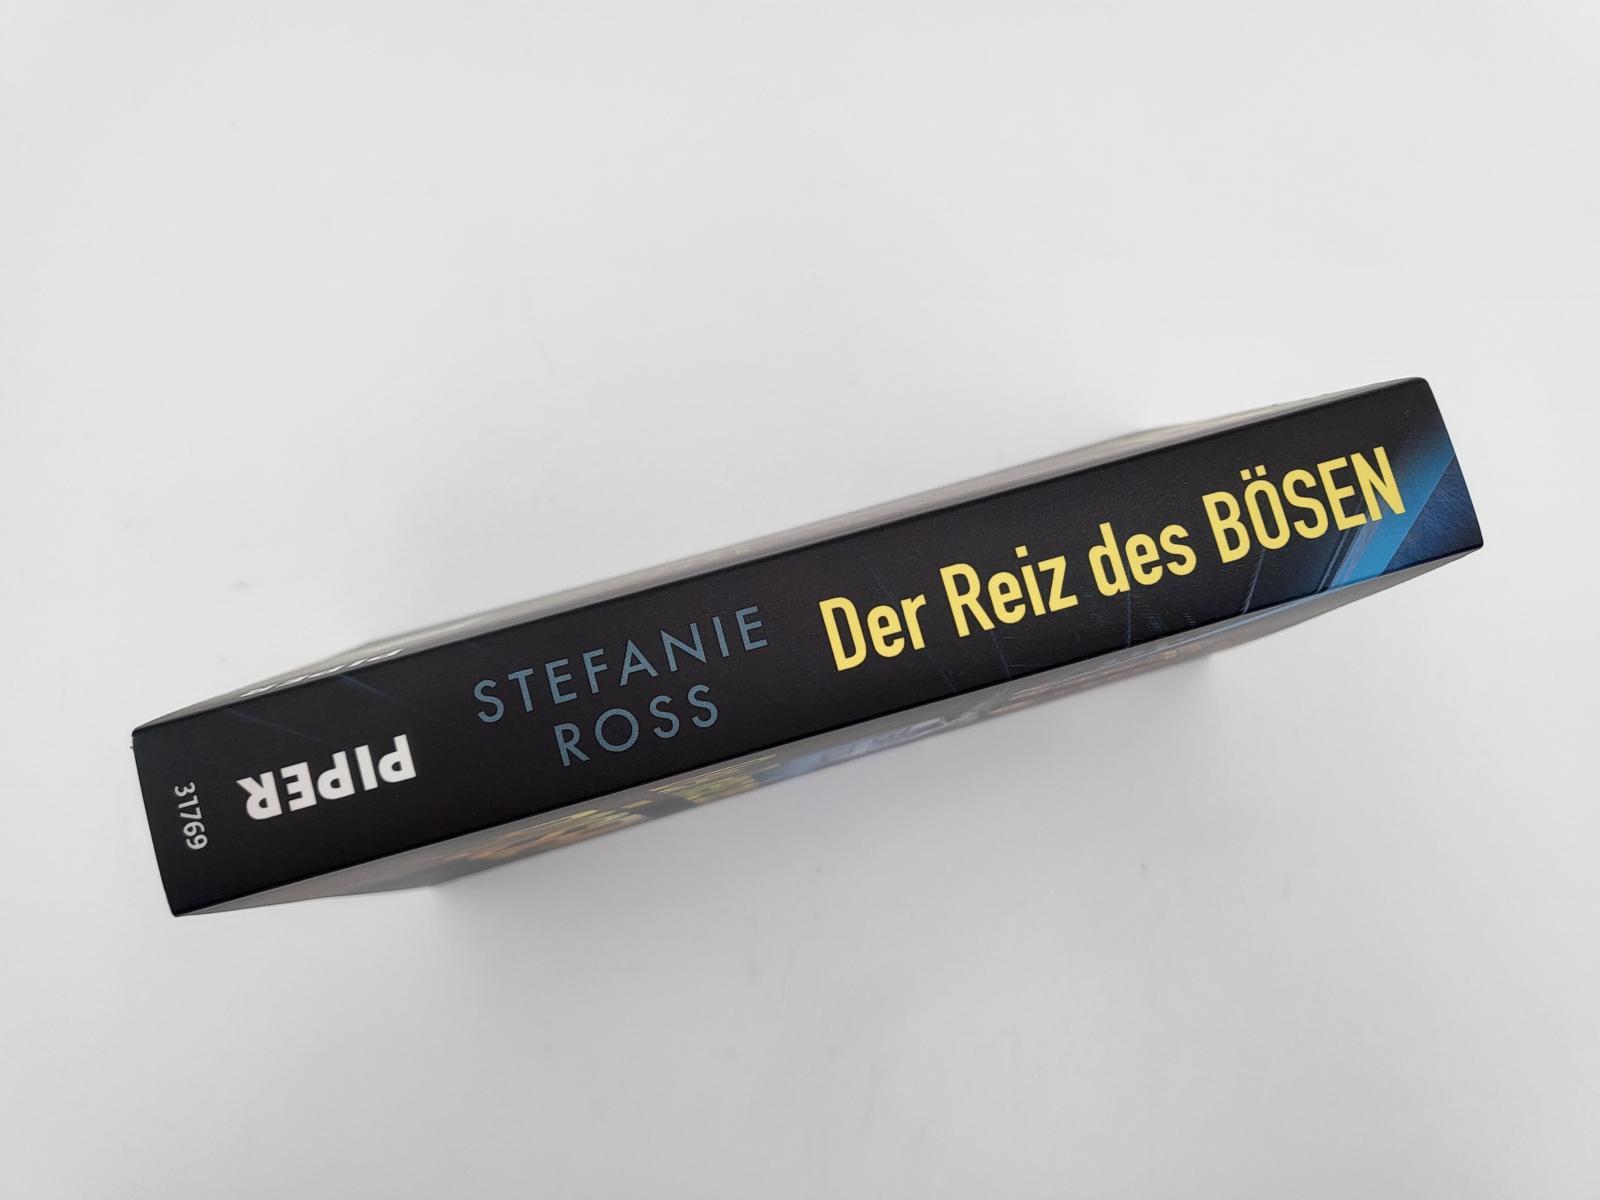 Der Reiz des BÖSEN
STEFANIE
ROSS
PIPER
31769